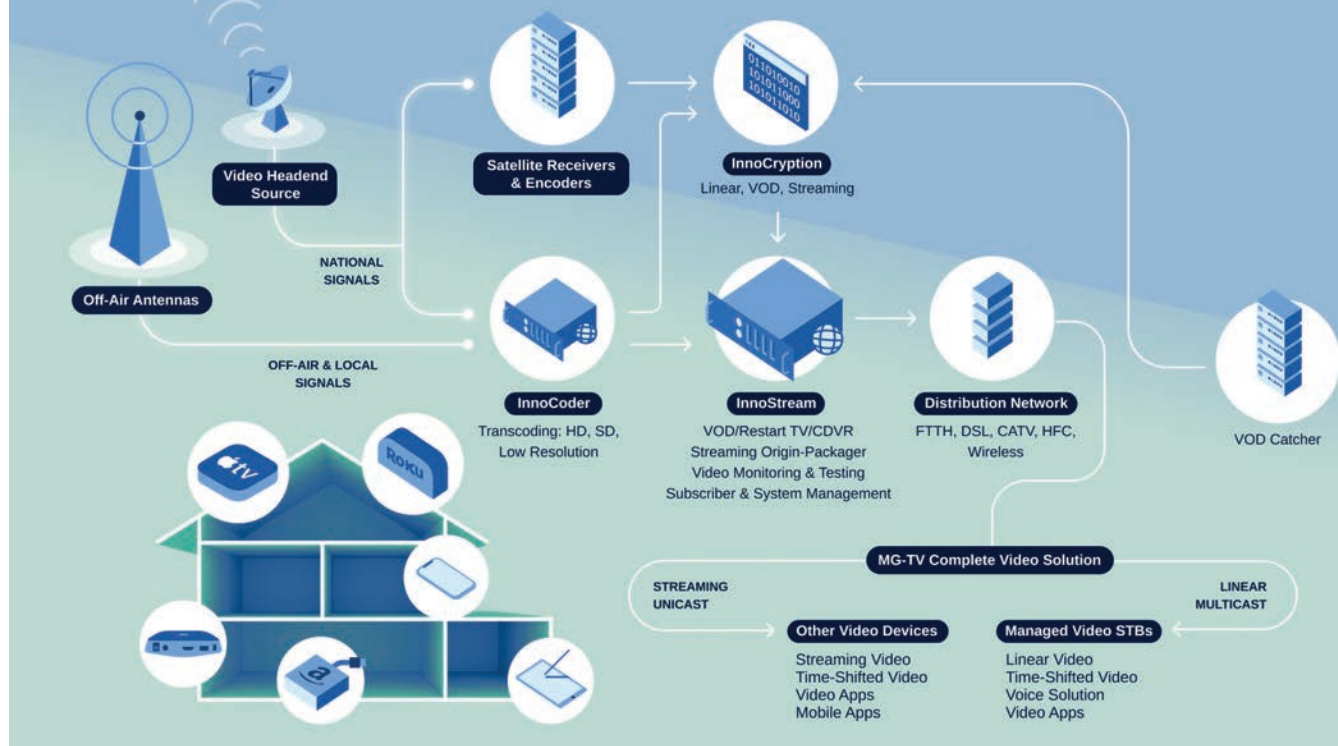 Video Headend
Source
Off-Air Antennas
NATIONAL
SIGNALS
OFF-AIR & LOCAL
SIGNALS
Satellite Receivers
& Encoders
011010010
101011000
101011010
InnoCryption
Linear, VOD, Streaming
InnoCoder
Transcoding: HD, SD,
Low Resolution
InnoStream
VOD/Restart TV/CDVR
Streaming Origin-Packager
Video Monitoring & Testing
Subscriber & System Management
Distribution Network
FTTH, DSL, CATV, HFC,
Wireless
VOD Catcher
tv
Roku
a
MG-TV Complete Video Solution
STREAMING
UNICAST
LINEAR
MULTICAST
Other Video Devices
Streaming Video
Time-Shifted Video
Video Apps
Mobile Apps
Managed Video STBs
Linear Video
Time-Shifted Video
Voice Solution
Video Apps